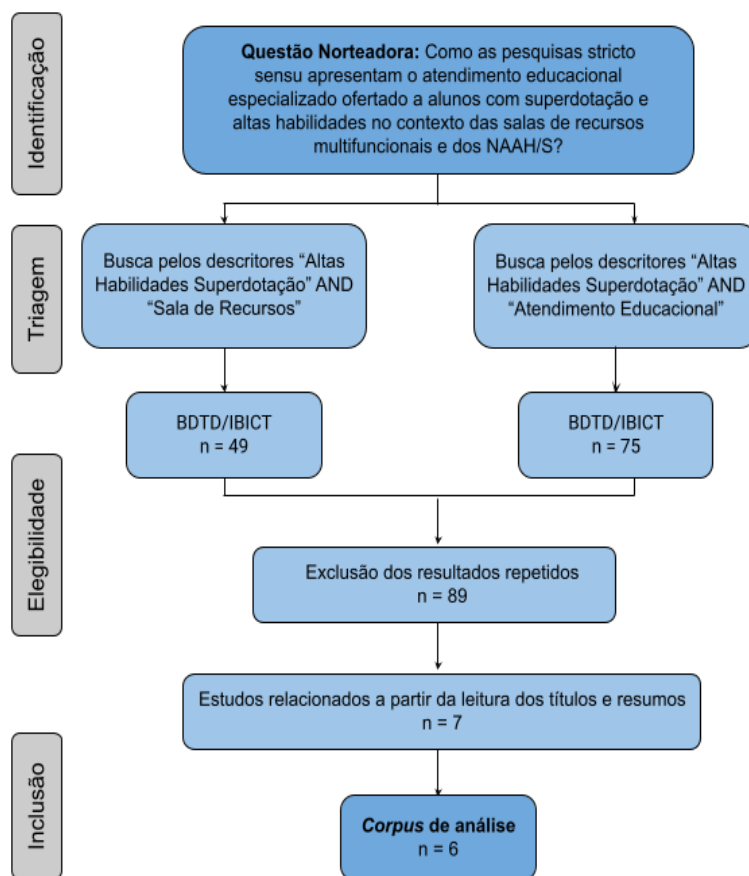 Identificação
Questão Norteadora: Como as pesquisas stricto
sensu apresentam o atendimento educacional
especializado ofertado a alunos com superdotação e
altas habilidades no contexto das salas de recursos
multifuncionais e dos NAAH/S?
Triagem
Busca pelos descritores “Altas
Habilidades Superdotação” AND
“Sala de Recursos”
Busca pelos descritores “Altas
Habilidades Superdotação” AND
“Atendimento Educacional”
BDTD/IBICT
n = 49
BDTD/IBICT
n = 75
Elegibilidade
Exclusão dos resultados repetidos
n = 89
Estudos relacionados a partir da leitura dos títulos e resumos
n = 7
Inclusão
Corpus de análise
n = 6